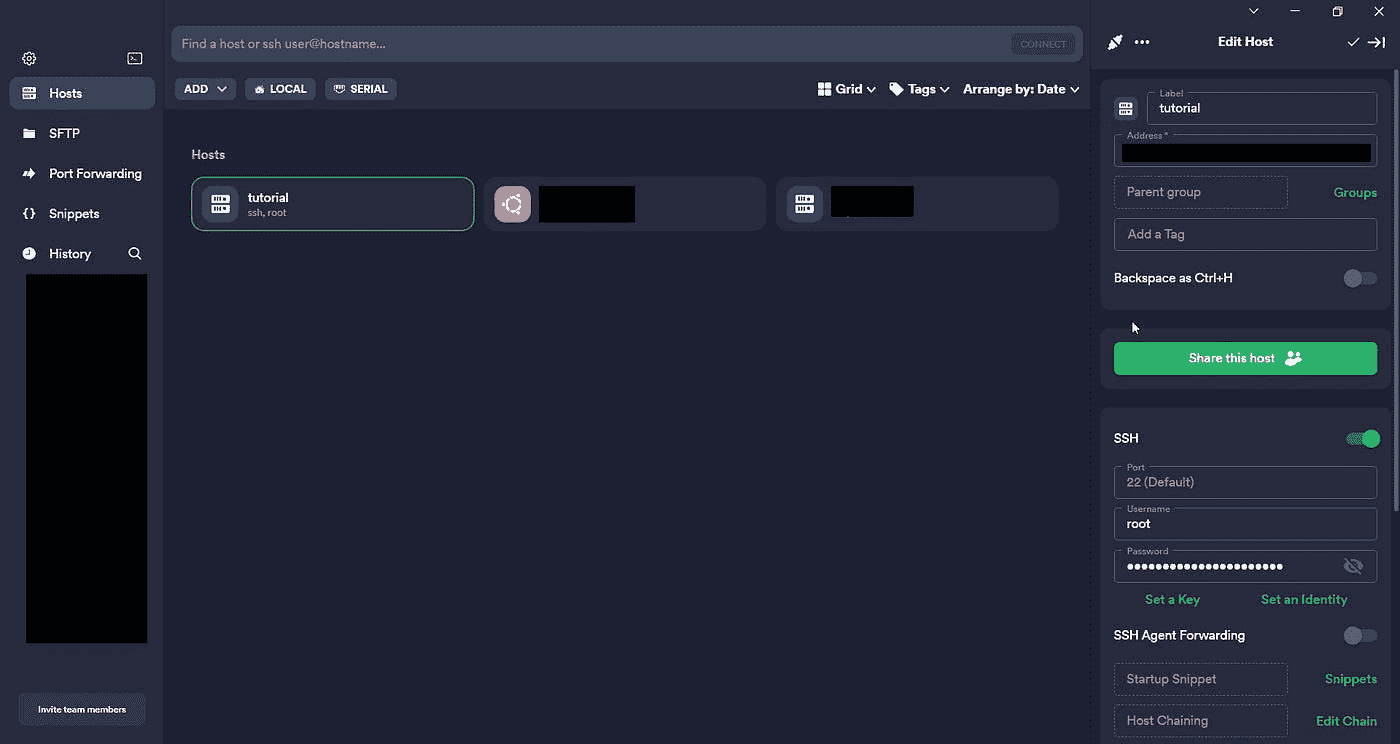 Find a host or ssh user@hostname...
CONNECT
Edit Host
Hosts
SFTP
Port Forwarding
Snippets
History
Invite team members
ADD
LOCAL
SERIAL
Grid
Tags
Arrange by: Date
Hosts
tutorial
ssh, root
Label
tutorial
Address*
Parent group
Groups
Add a Tag
Backspace as Ctrl+H
Share this host
SSH
Port
22 (Default)
Username
root
Password
••••••••••••••••••••••
Set a Key Set an Identity
SSH Agent Forwarding
Startup Snippet Snippets
Host Chaining Edit Chain